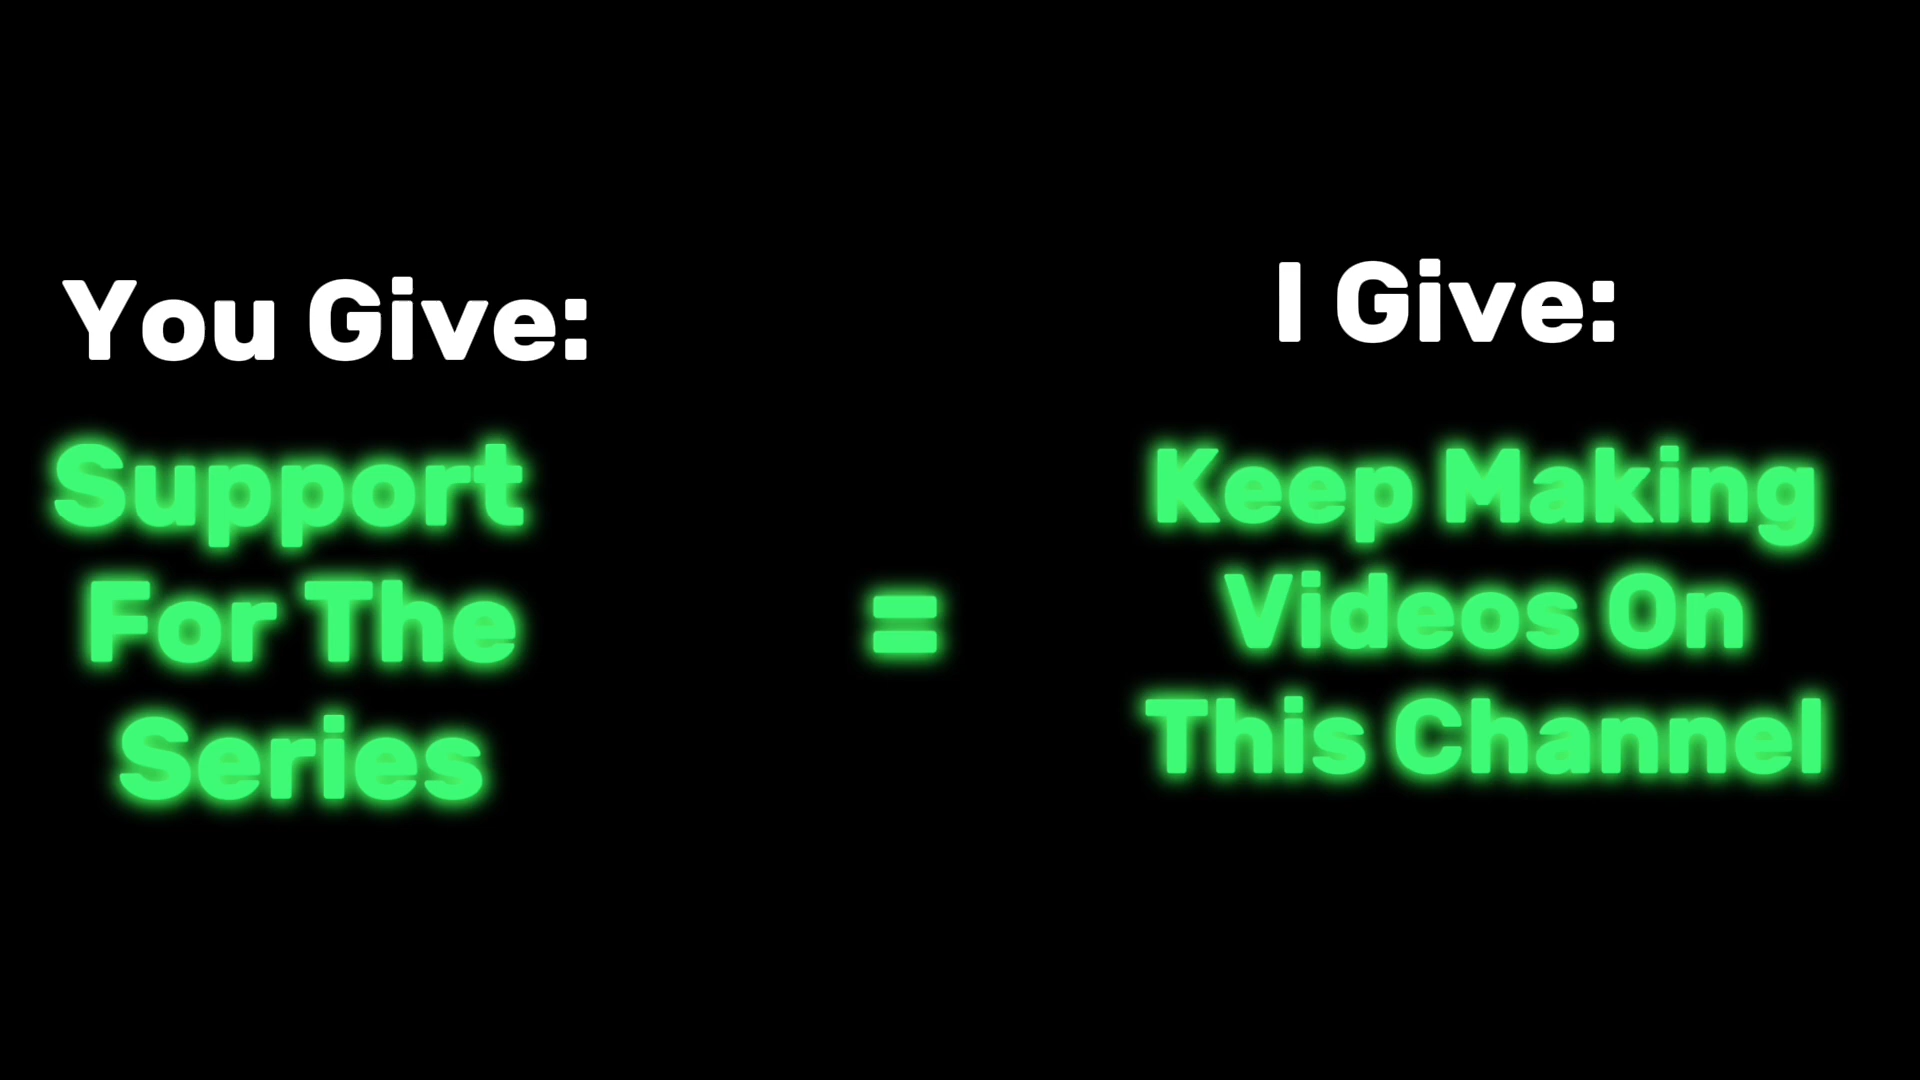 You Give:
Support
For The
Series
=
I Give:
Keep Making
Videos On
This Channel